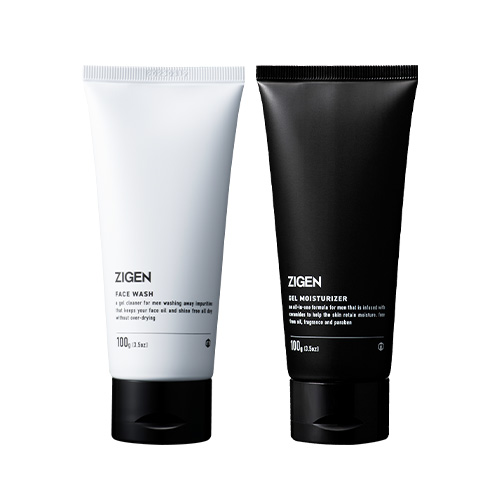 ZIGEN
FACE WASH
a gel cleanser for men washing away impurities
that keeps your face oil and shine free all day
without over-drying
100g (3.5oz)
ZIGEN
GEL MOISTURIZER
an all-in-one formula for men that is infused with
ceramides to help the skin retain moisture.
free oil, fragrance and paraben
100g (3.5oz)